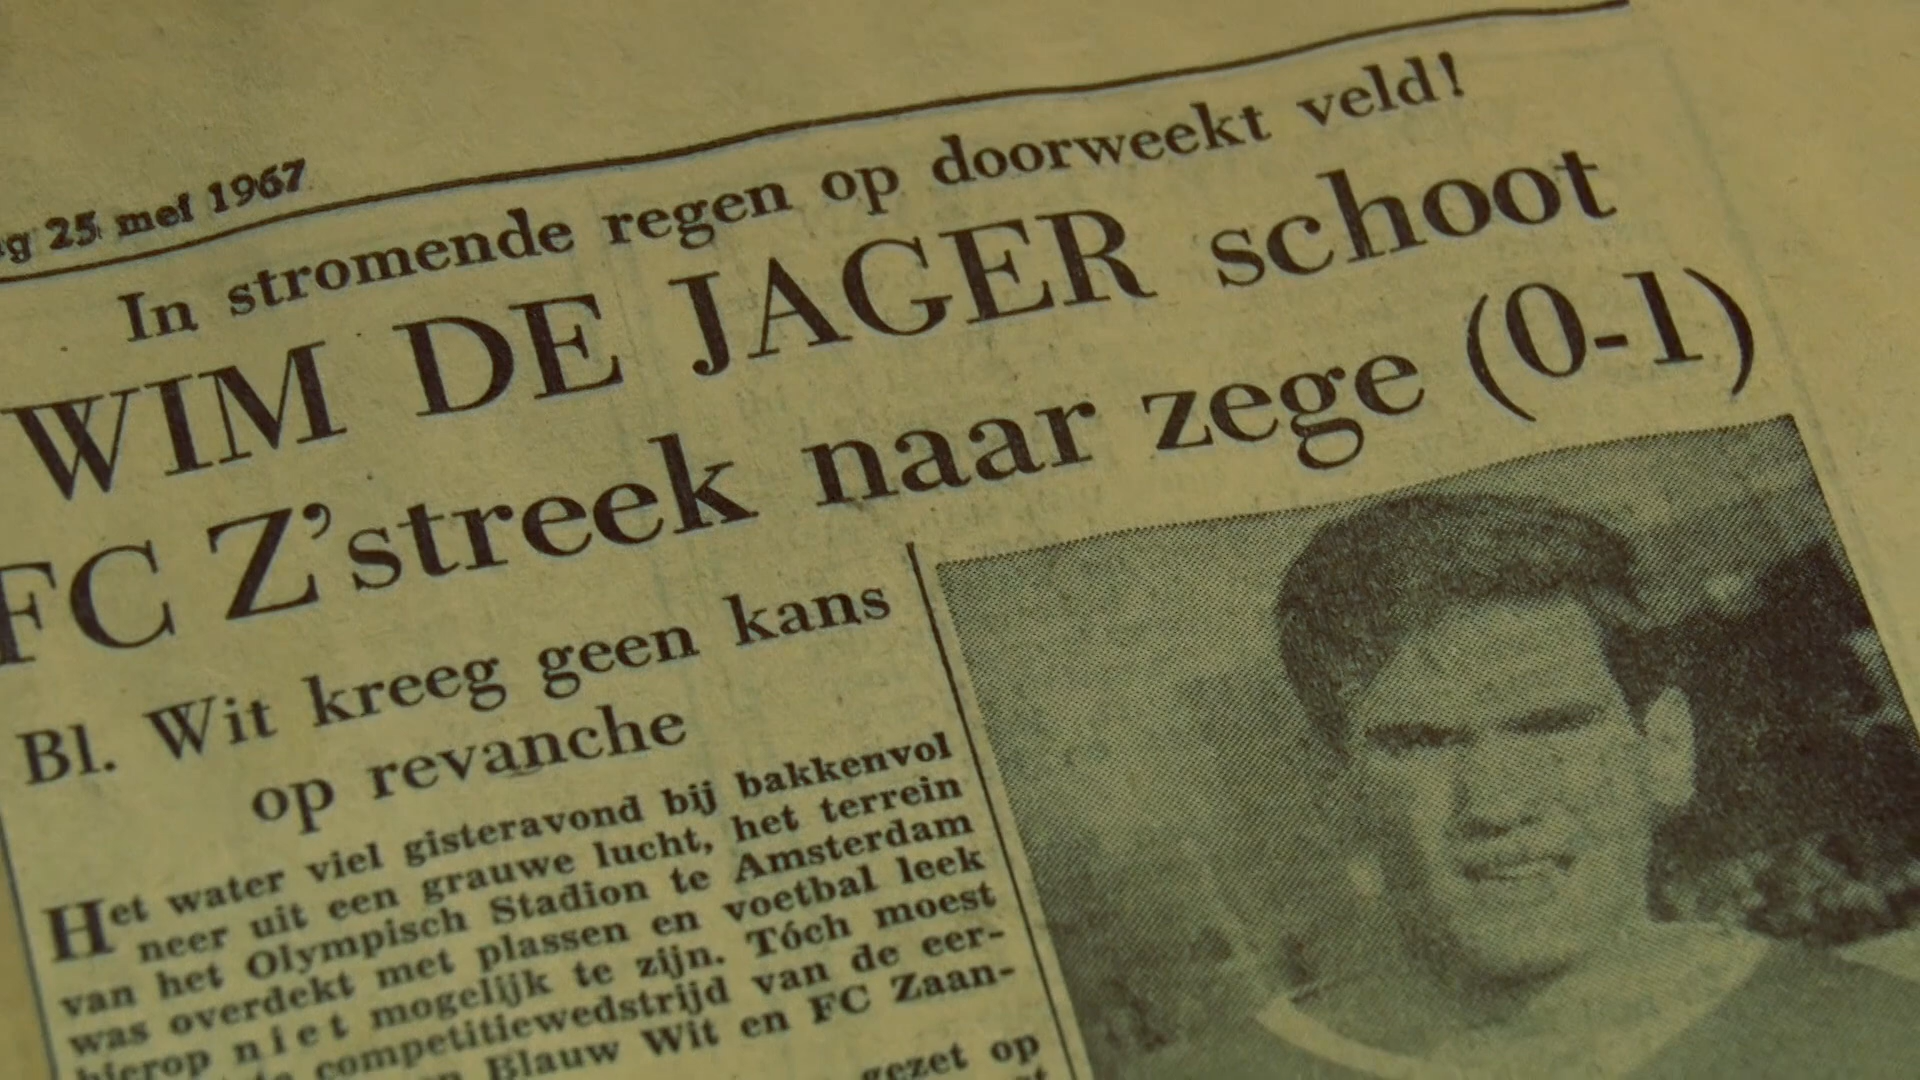 25 mei 1967
In stromende regen op doorweekt veld!
WIM DE JAGER schoot
FC Z'streek naar zege (0-1)
Bl. Wit kreeg geen kans
op revanche
Het water viel gisteravond bij bakkenvol
neer uit een grauwe lucht, het terrein
van het Olympisch Stadion te Amsterdam
was overdekt met plassen en voetbal leek
hierop niet mogelijk te zijn. Tóch moest
competitiewedstrijd van de eer-
Blauw Wit en FC Zaan-
gezet op